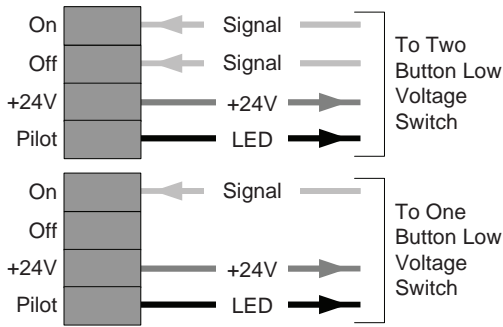 On Signal
Off Signal
+24V +24V
Pilot LED
To Two
Button Low
Voltage
Switch
On Signal
Off
+24V +24V
Pilot LED
To One
Button Low
Voltage
Switch